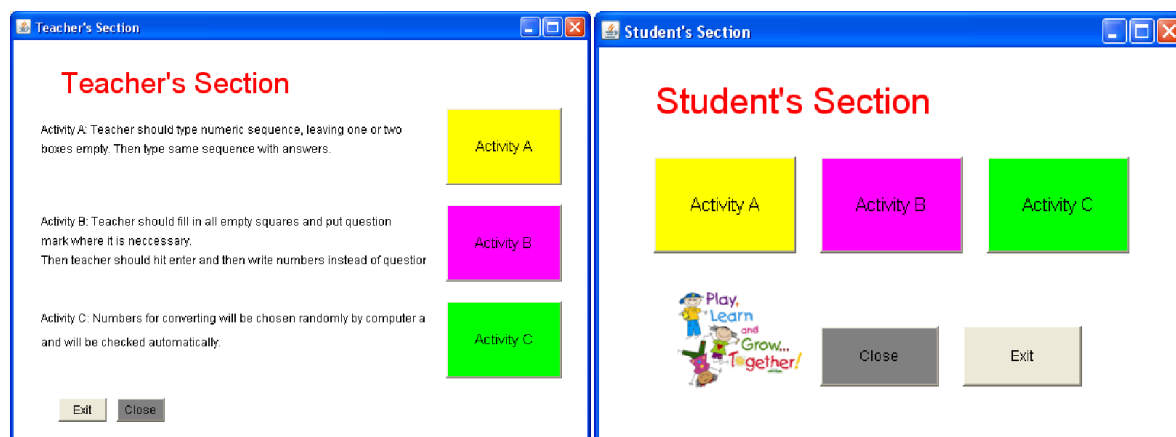 Teacher's Section
Teacher's Section
Activity A: Teacher should type numeric sequence, leaving one or two
boxes empty. Then type same sequence with answers.
Activity A
Activity B: Teacher should fill in all empty squares and put question
mark where it is neccessary.
Then teacher should hit enter and then write numbers instead of questior
Activity B
Activity C: Numbers for converting will be chosen randomly by computer a
and will be checked automatically.
Activity C
Exit
Close
Student's Section
Student's Section
Activity A
Activity B
Activity C
Play,
Learn
and
Grow...
Together!
Close
Exit